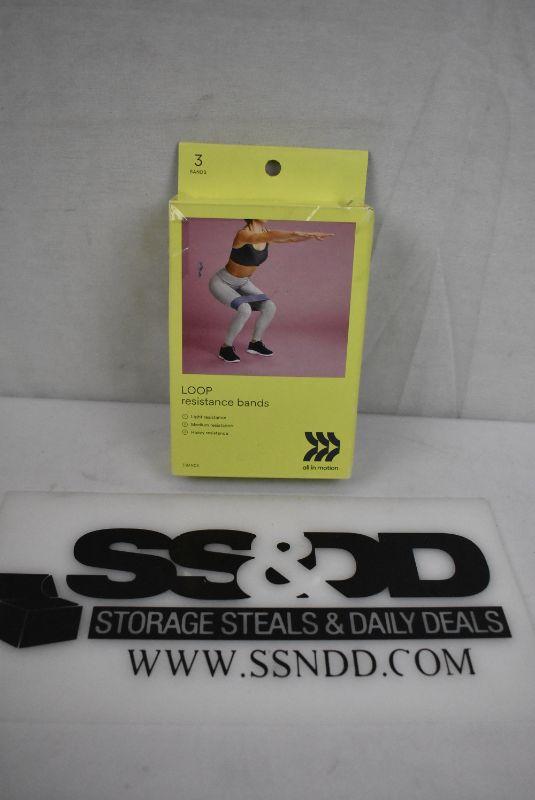 3
BANDS
LOOP
resistance bands
Light resistance
Medium resistance
Heavy resistance
all in motion
SS&DD
STORAGE STEALS & DAILY DEALS
WWW.SSNDD.COM